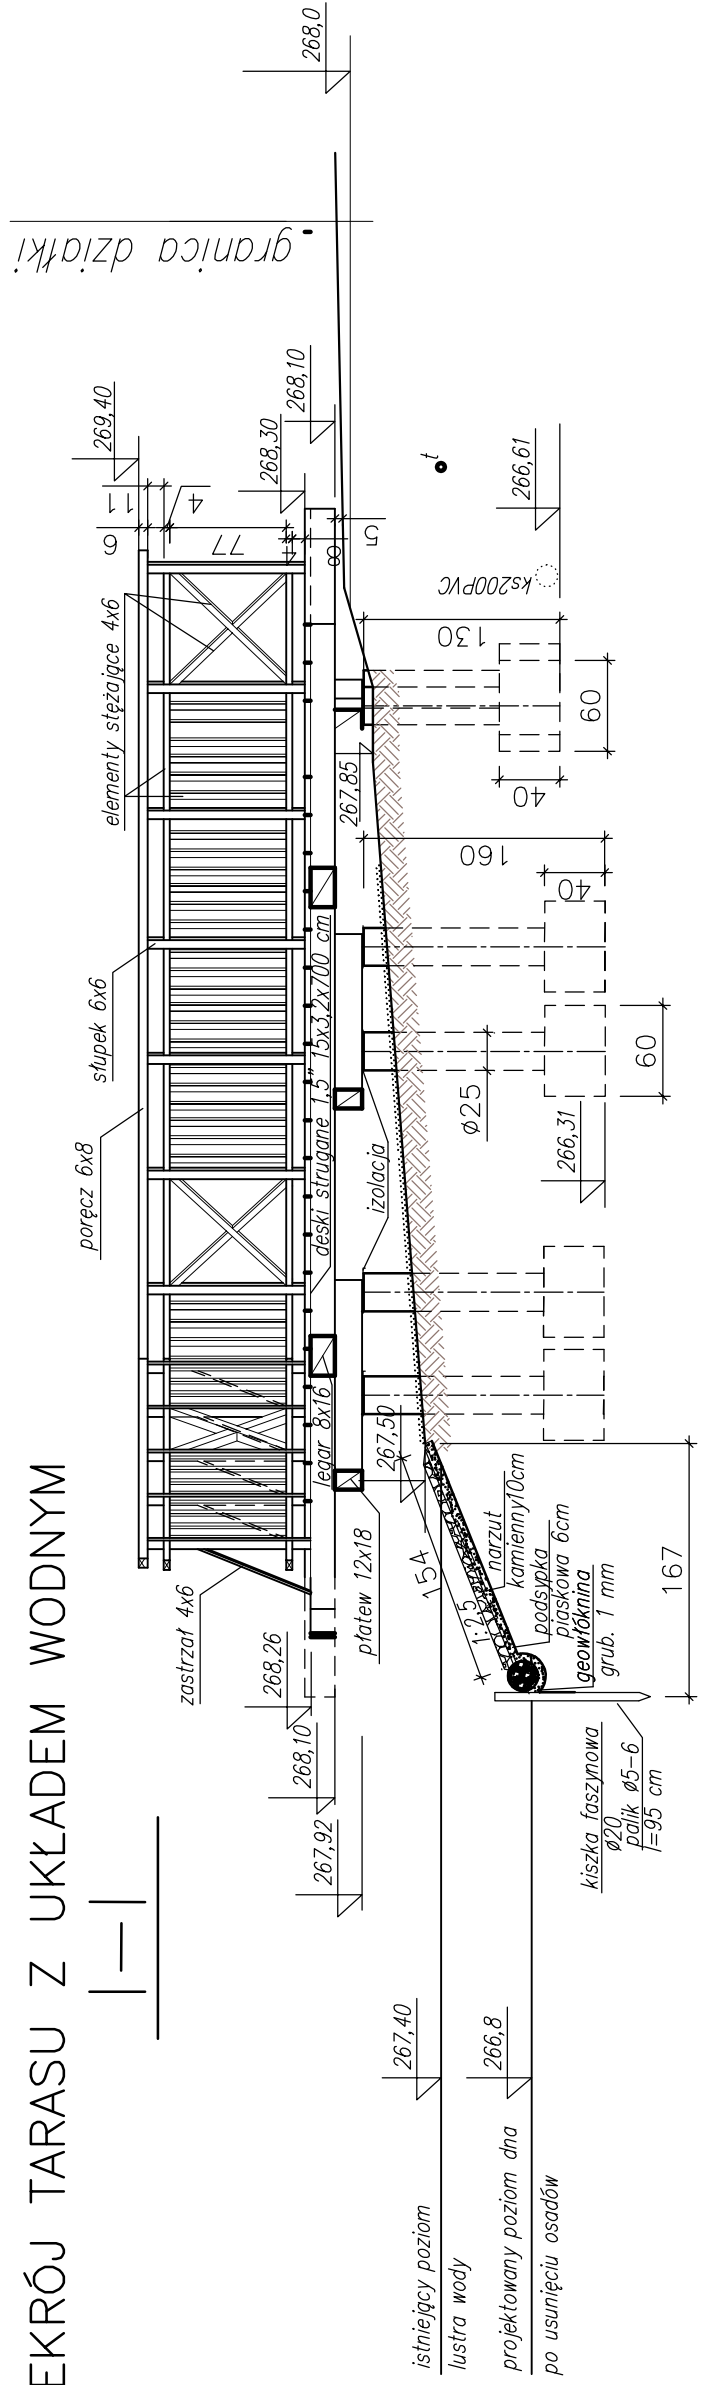 EKRÓJ TARASU Z UKŁADEM WODNYM
I-I
istniejący poziom
lustra wody
267,40
projektowany poziom dna
po usunięciu osadów
266,8
267,92
268,10
268,26
zastrzał 4x6
płatew 12x18
legar 8x16
deski strugane 1,5" 15x3,2x700 cm
poręcz 6x8
słupek 6x6
elementy stężające 4x6
izolacja
267,50
154
1:2,5
narzut
kamienny10cm
podsypka
piaskowa 6cm
geowłóknina
grub. 1 mm
kiszka faszynowa
ø20
palik ø5-6
l=95 cm
167
ø25
266,31
60
40
160
267,85
40
60
130
ks200PVC
266,61
t
269,40
268,30
268,10
6
11
4
77
4
8
5
granica działki
268,0